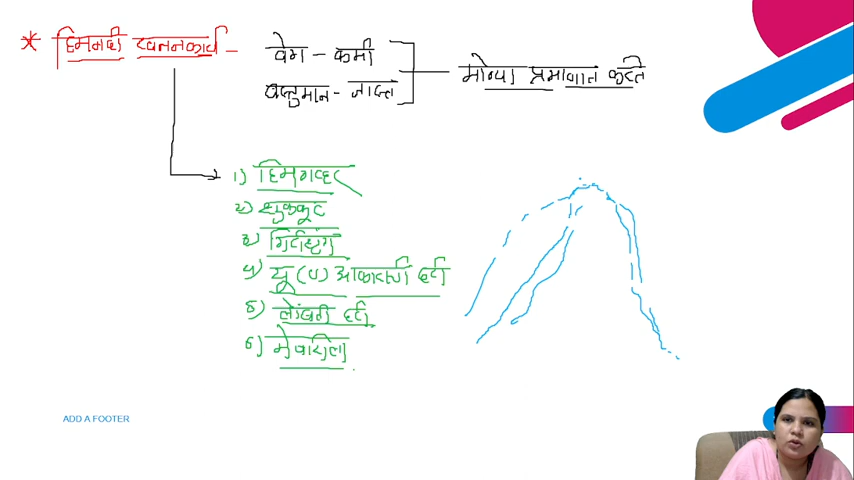 * हिमनदी खननकार्य -
वेग - कमी
वस्तुमान - जास्त
मोठ्या प्रमाणात करते
1) हिमगव्हर
2) शुककूट
3) गिरीशृंग
4) यू (U) आकाराची दरी
5) लोंबती दरी
6) मेषशिला
ADD A FOOTER